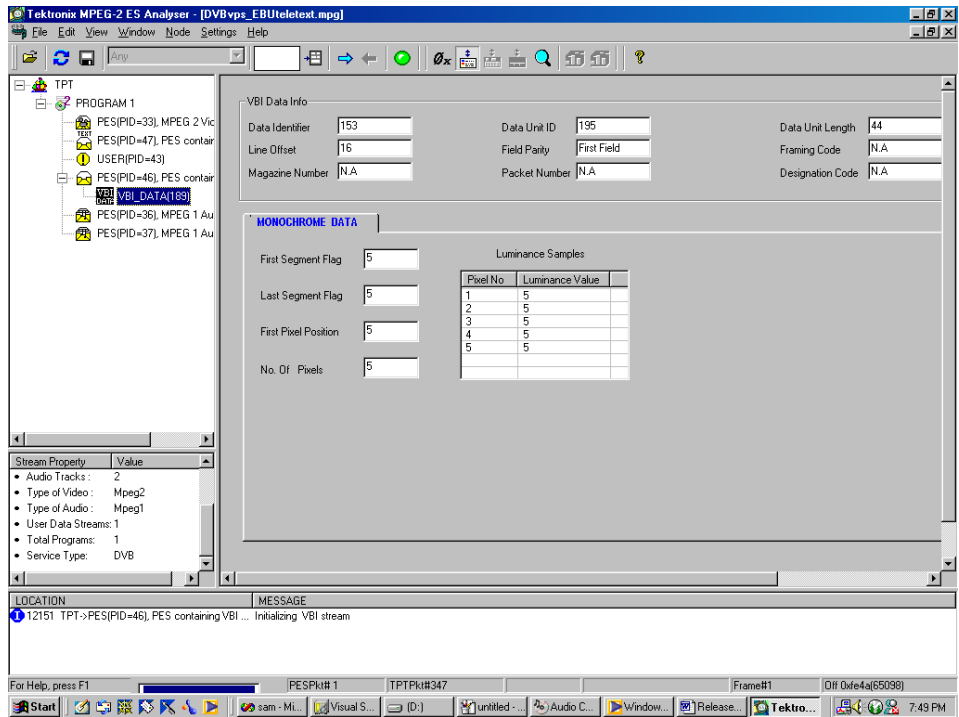 Tektronix MPEG-2 ES Analyser - [DVBvps_EBUteletext.mpg]
File Edit View Window Node Settings Help
Any
Øx
TPT
PROGRAM 1
PES(PID=33), MPEG 2 Vic
TEXT
PES(PID=47), PES contair
USER(PID=43)
PES(PID=46), PES contair
VBI DATA
VBI_DATA(189)
PES(PID=36), MPEG 1 Au
PES(PID=37), MPEG 1 Au
VBI Data Info
Data Identifier 153 Data Unit ID 195 Data Unit Length 44
Line Offset 16 Field Parity First Field Framing Code N.A
Magazine Number N.A Packet Number N.A Designation Code N.A
MONOCHROME DATA
First Segment Flag 5
Last Segment Flag 5
First Pixel Position 5
No. Of Pixels 5
Luminance Samples
Pixel No Luminance Value
1 5
2 5
3 5
4 5
5 5
Stream Property Value
Audio Tracks : 2
Type of Video : Mpeg2
Type of Audio : Mpeg1
User Data Streams: 1
Total Programs: 1
Service Type: DVB
LOCATION MESSAGE
12151 TPT->PES(PID=46), PES containing VBI ... Initializing VBI stream
For Help, press F1 PESPkt# 1 TPTPkt#347 Frame#1 Off 0xfe4a(65098)
Start sam - Mi... Visual S... (D:) untitled - ... Audio C... Window... Release... Tektro... 7:49 PM